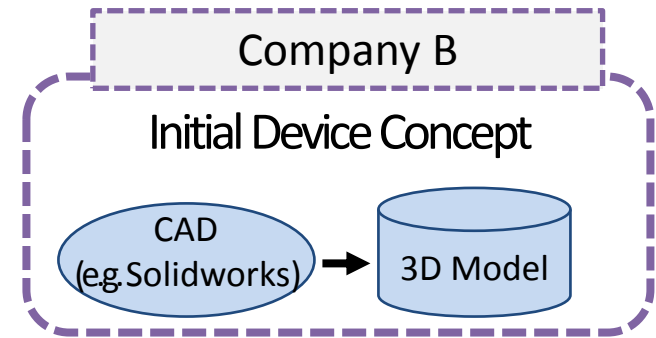 Company B
Initial Device Concept
CAD
(e.g. Solidworks)
3D Model